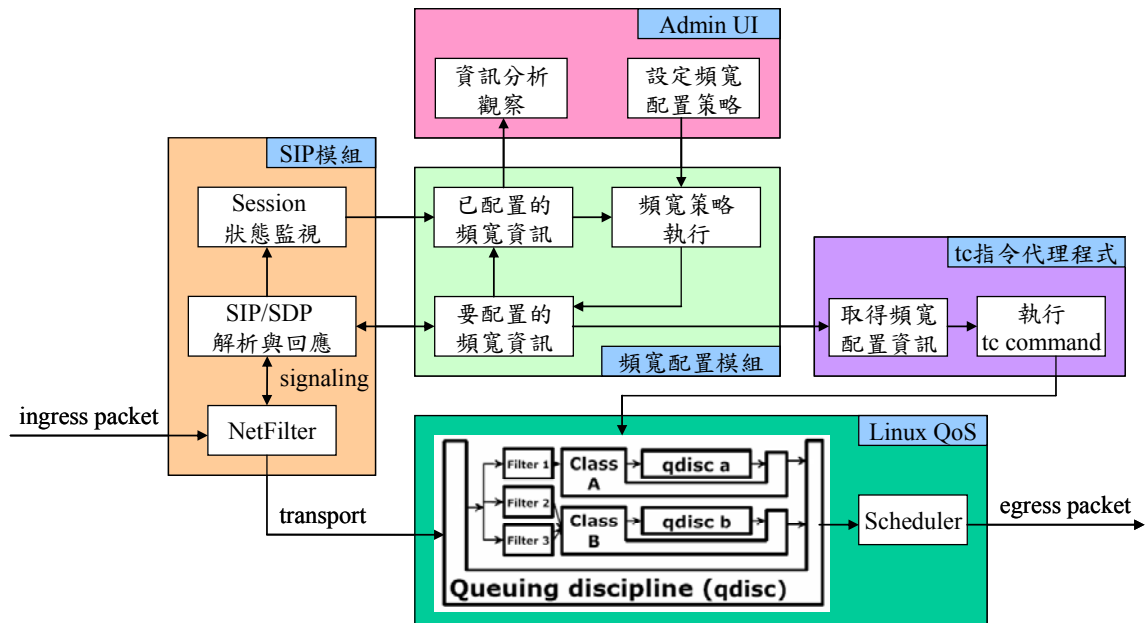 Admin UI
資訊分析
觀察
設定頻寬
配置策略
SIP模組
Session
狀態監視
已配置的
頻寬資訊
頻寬策略
執行
tc指令代理程式
SIP/SDP
解析與回應
要配置的
頻寬資訊
取得頻寬
配置資訊
執行
tc command
頻寬配置模組
signaling
ingress packet
NetFilter
Linux QoS
Filter 1
Class
A
qdisc a
Filter 2
Filter 3
Class
B
qdisc b
transport
Scheduler
egress packet
Queuing discipline (qdisc)